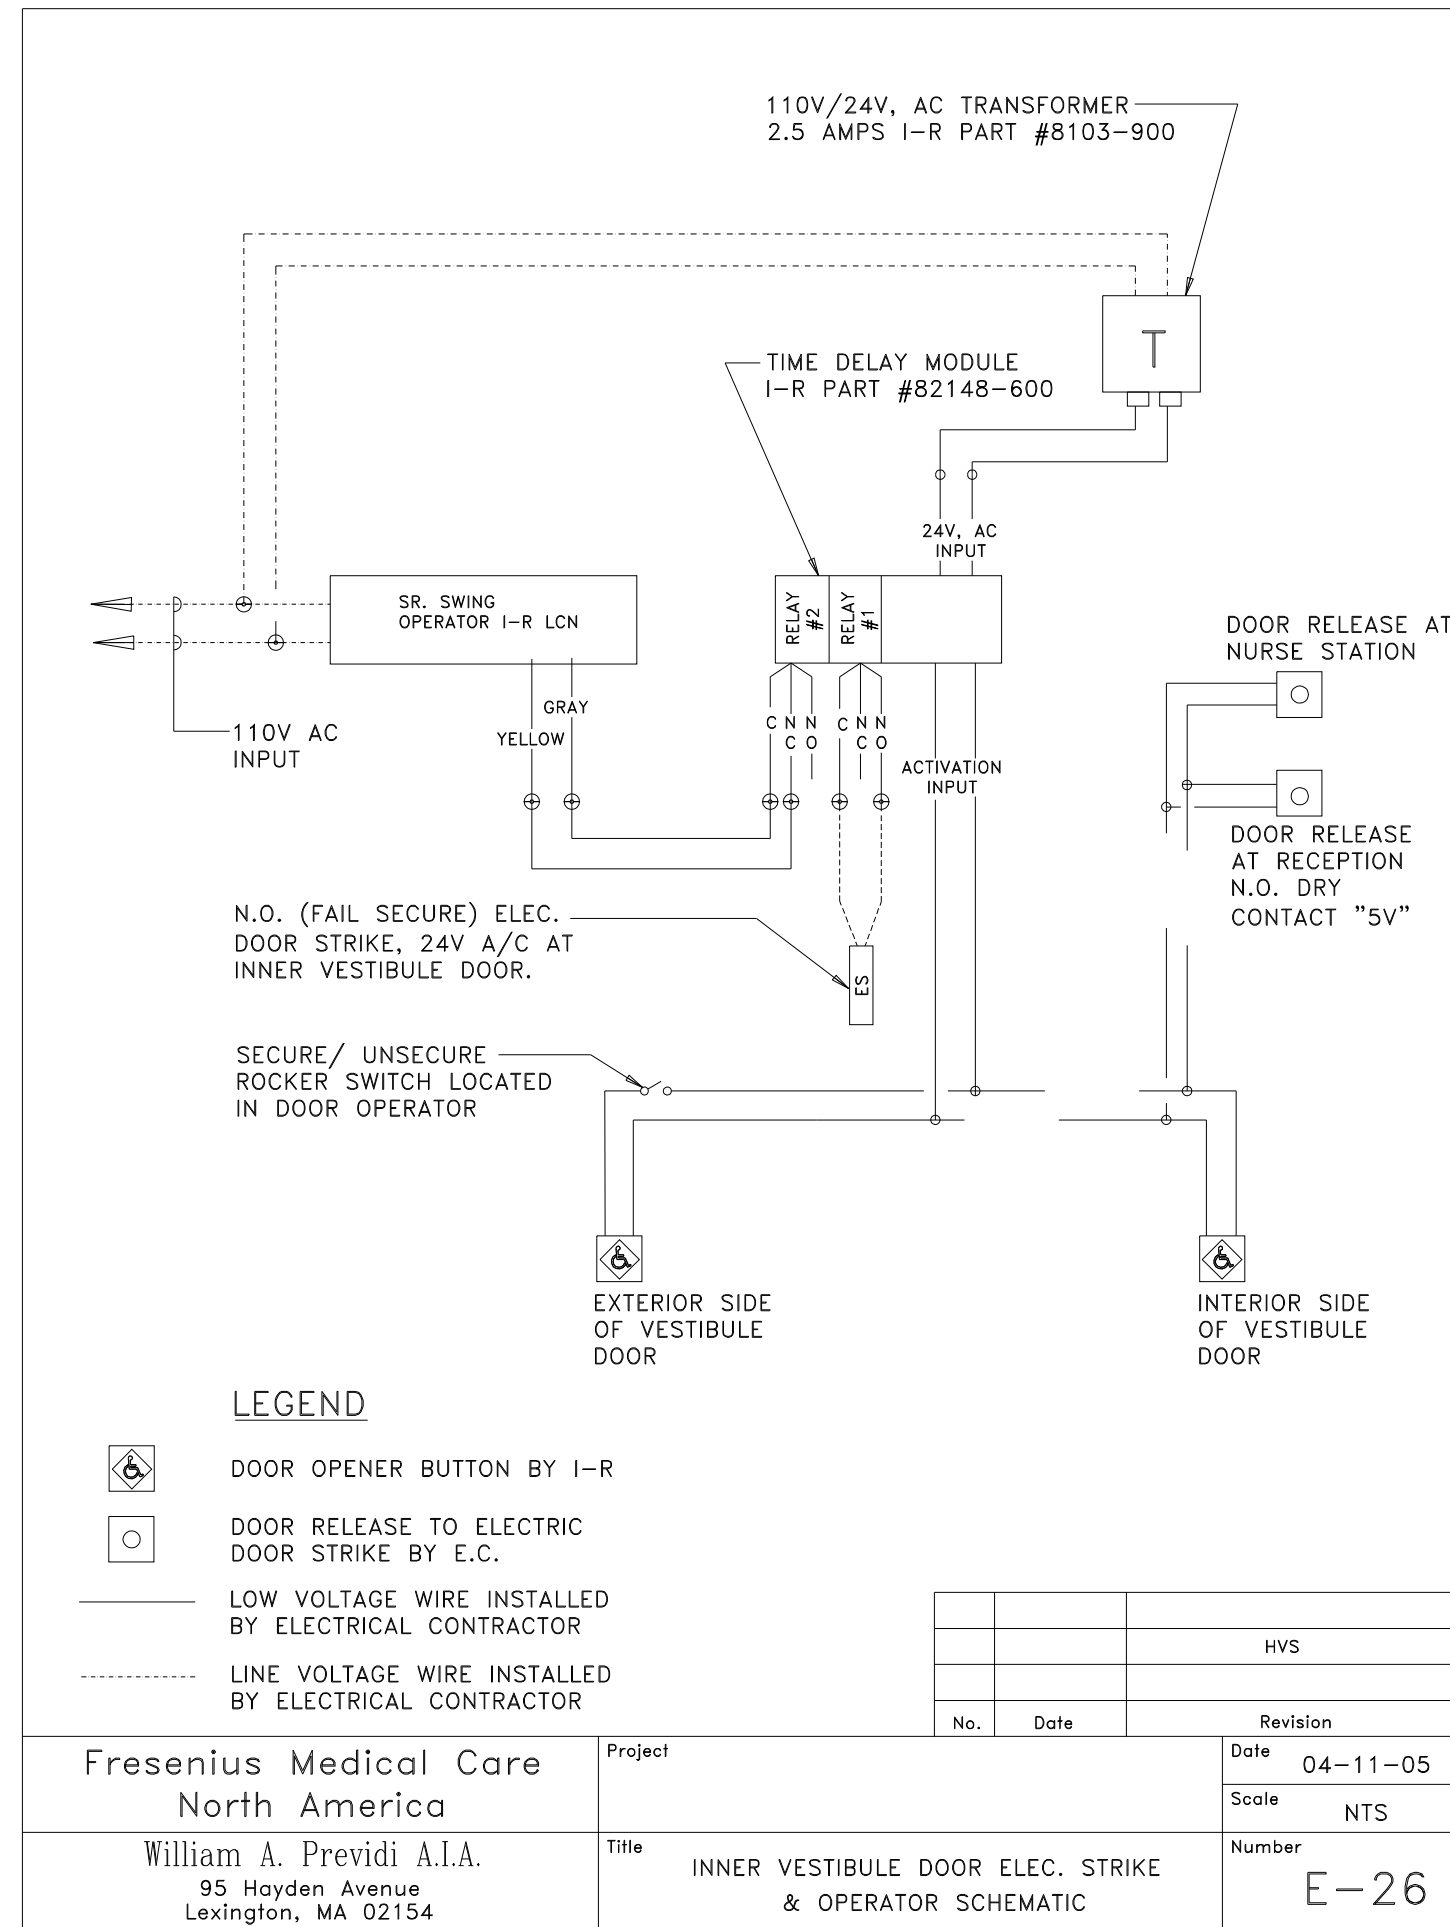 110V/24V, AC TRANSFORMER
2.5 AMPS I-R PART #8103-900
T
TIME DELAY MODULE
I-R PART #82148-600
24V, AC
INPUT
SR. SWING
OPERATOR I-R LCN
RELAY
#2
RELAY
#1
DOOR RELEASE AT
NURSE STATION
GRAY
YELLOW
110V AC
INPUT
C NC NO
C NC NO
ACTIVATION
INPUT
DOOR RELEASE
AT RECEPTION
N.O. DRY
CONTACT "5V"
N.O. (FAIL SECURE) ELEC.
DOOR STRIKE, 24V A/C AT
INNER VESTIBULE DOOR.
ES
SECURE/ UNSECURE
ROCKER SWITCH LOCATED
IN DOOR OPERATOR
EXTERIOR SIDE
OF VESTIBULE
DOOR
INTERIOR SIDE
OF VESTIBULE
DOOR
LEGEND
DOOR OPENER BUTTON BY I-R
DOOR RELEASE TO ELECTRIC
DOOR STRIKE BY E.C.
LOW VOLTAGE WIRE INSTALLED
BY ELECTRICAL CONTRACTOR
LINE VOLTAGE WIRE INSTALLED
BY ELECTRICAL CONTRACTOR
HVS
No. Date Revision
Fresenius Medical Care
North America
Project
Date 04-11-05
Scale NTS
William A. Previdi A.I.A.
95 Hayden Avenue
Lexington, MA 02154
Title
INNER VESTIBULE DOOR ELEC. STRIKE
& OPERATOR SCHEMATIC
Number
E-26